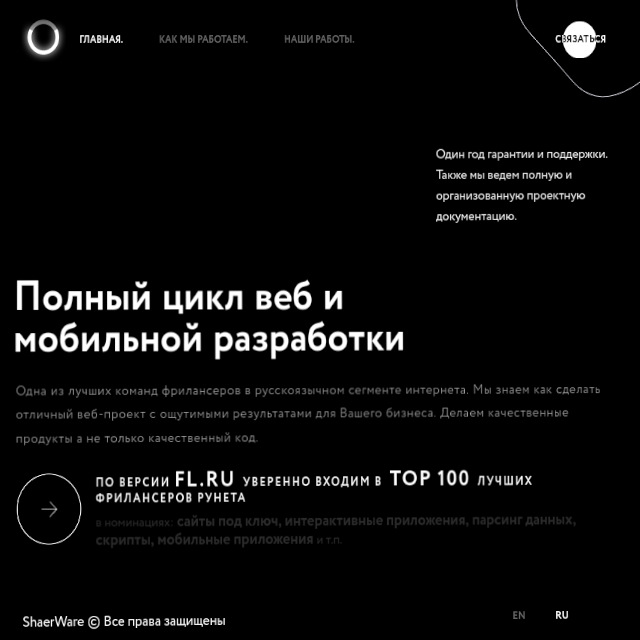 ГЛАВНАЯ. КАК МЫ РАБОТАЕМ. НАШИ РАБОТЫ. СВЯЗАТЬСЯ
Один год гарантии и поддержки.
Также мы ведем полную и
организованную проектную
документацию.
Полный цикл веб и
мобильной разработки
Одна из лучших команд фрилансеров в русскоязычном сегменте интернета. Мы знаем как сделать
отличный веб-проект с ощутимыми результатами для Вашего бизнеса. Делаем качественные
продукты а не только качественный код.
ПО ВЕРСИИ FL.RU УВЕРЕННО ВХОДИМ В TOP 100 ЛУЧШИХ
ФРИЛАНСЕРОВ РУНЕТА
в номинациях: сайты под ключ, интерактивные приложения, парсинг данных,
скрипты, мобильные приложения и т.п.
ShaerWare © Все права защищены
EN RU